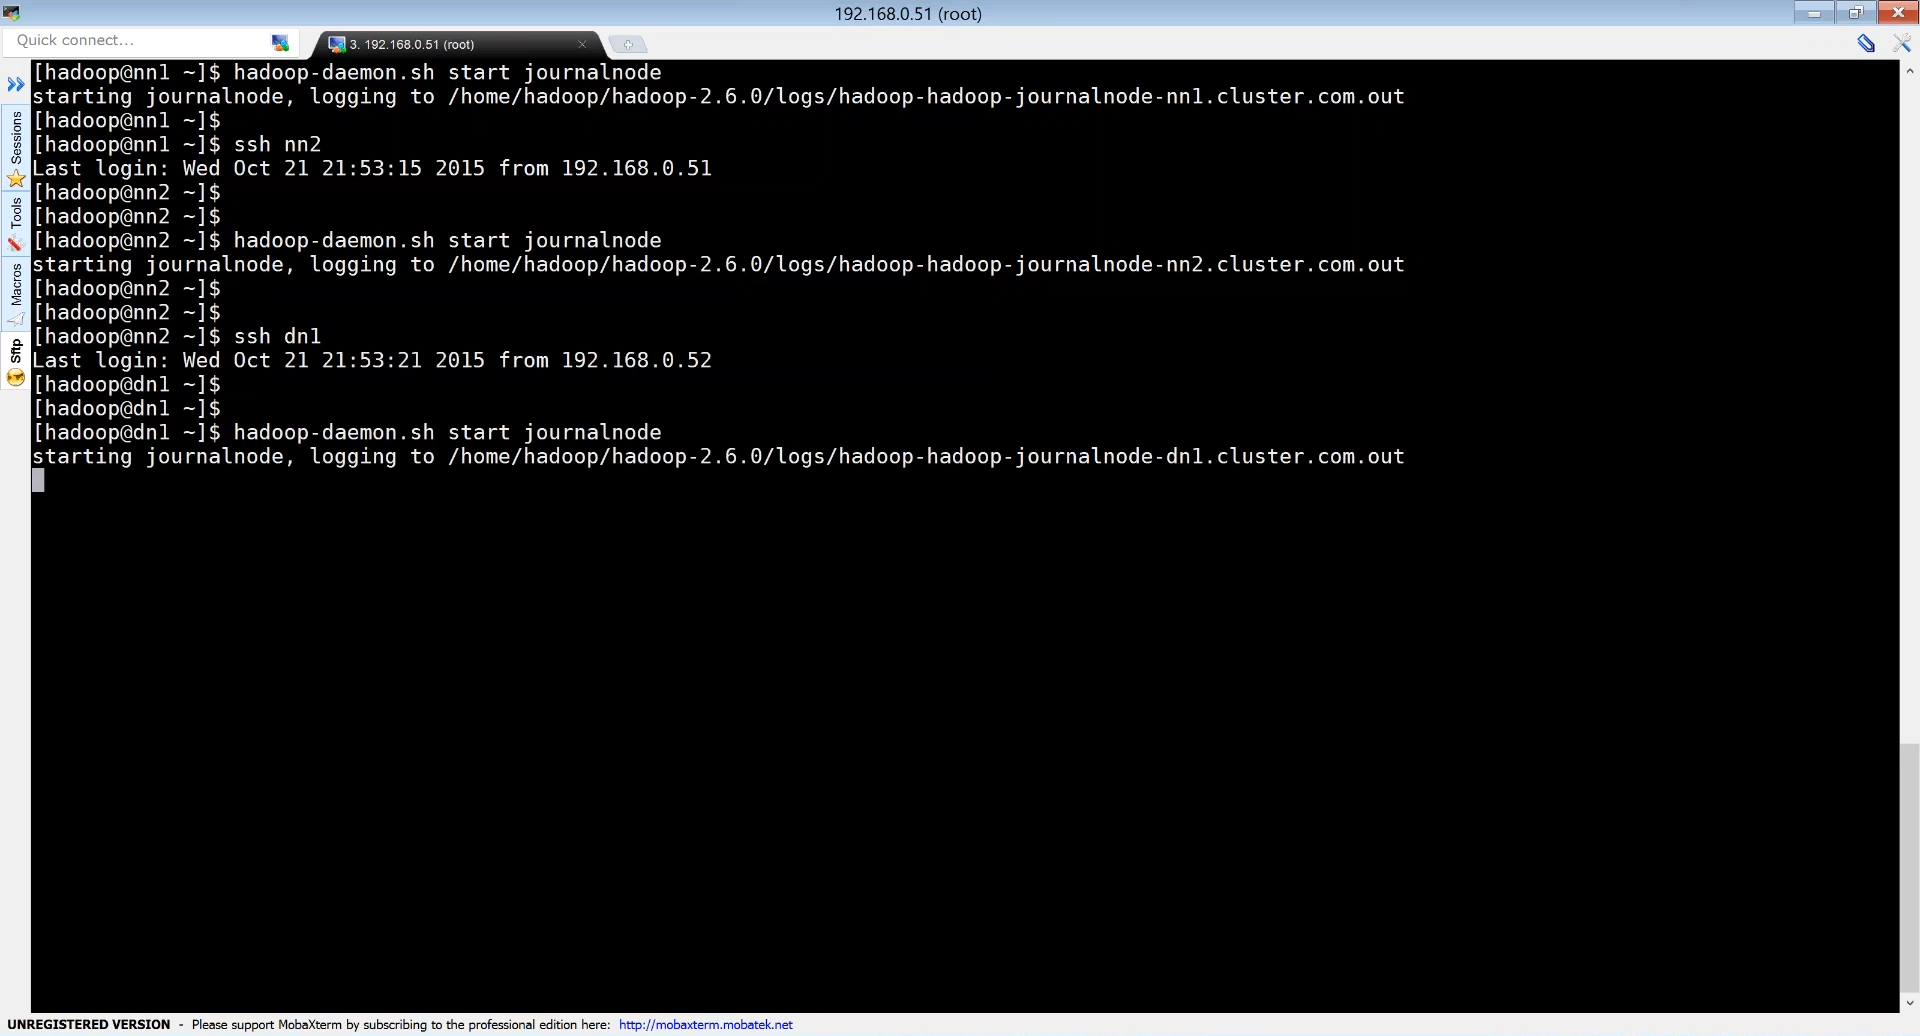 192.168.0.51 (root)
Quick connect...
3. 192.168.0.51 (root)
Sessions
Tools
Macros
Sftp
[hadoop@nn1 ~]$ hadoop-daemon.sh start journalnode
starting journalnode, logging to /home/hadoop/hadoop-2.6.0/logs/hadoop-hadoop-journalnode-nn1.cluster.com.out
[hadoop@nn1 ~]$
[hadoop@nn1 ~]$ ssh nn2
Last login: Wed Oct 21 21:53:15 2015 from 192.168.0.51
[hadoop@nn2 ~]$
[hadoop@nn2 ~]$
[hadoop@nn2 ~]$ hadoop-daemon.sh start journalnode
starting journalnode, logging to /home/hadoop/hadoop-2.6.0/logs/hadoop-hadoop-journalnode-nn2.cluster.com.out
[hadoop@nn2 ~]$
[hadoop@nn2 ~]$
[hadoop@nn2 ~]$ ssh dn1
Last login: Wed Oct 21 21:53:21 2015 from 192.168.0.52
[hadoop@dn1 ~]$
[hadoop@dn1 ~]$
[hadoop@dn1 ~]$ hadoop-daemon.sh start journalnode
starting journalnode, logging to /home/hadoop/hadoop-2.6.0/logs/hadoop-hadoop-journalnode-dn1.cluster.com.out
UNREGISTERED VERSION - Please support MobaXterm by subscribing to the professional edition here: http://mobaxterm.mobatek.net